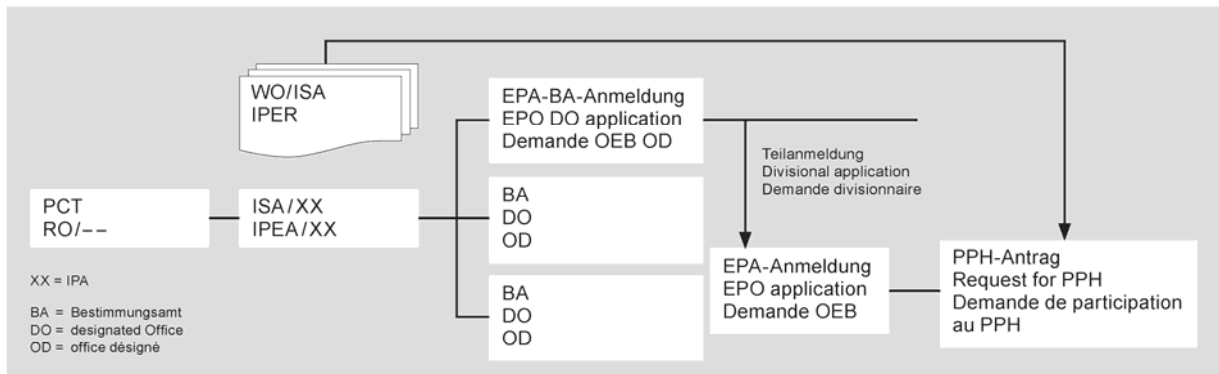 WO/ISA
IPER
EPA-BA-Anmeldung
EPO DO application
Demande OEB OD
Teilanmeldung
Divisional application
Demande divisionnaire
PCT
RO/– –
ISA/XX
IPEA/XX
BA
DO
OD
EPA-Anmeldung
EPO application
Demande OEB
PPH-Antrag
Request for PPH
Demande de participation
au PPH
BA
DO
OD
XX = IPA
BA = Bestimmungsamt
DO = designated Office
OD = office désigné